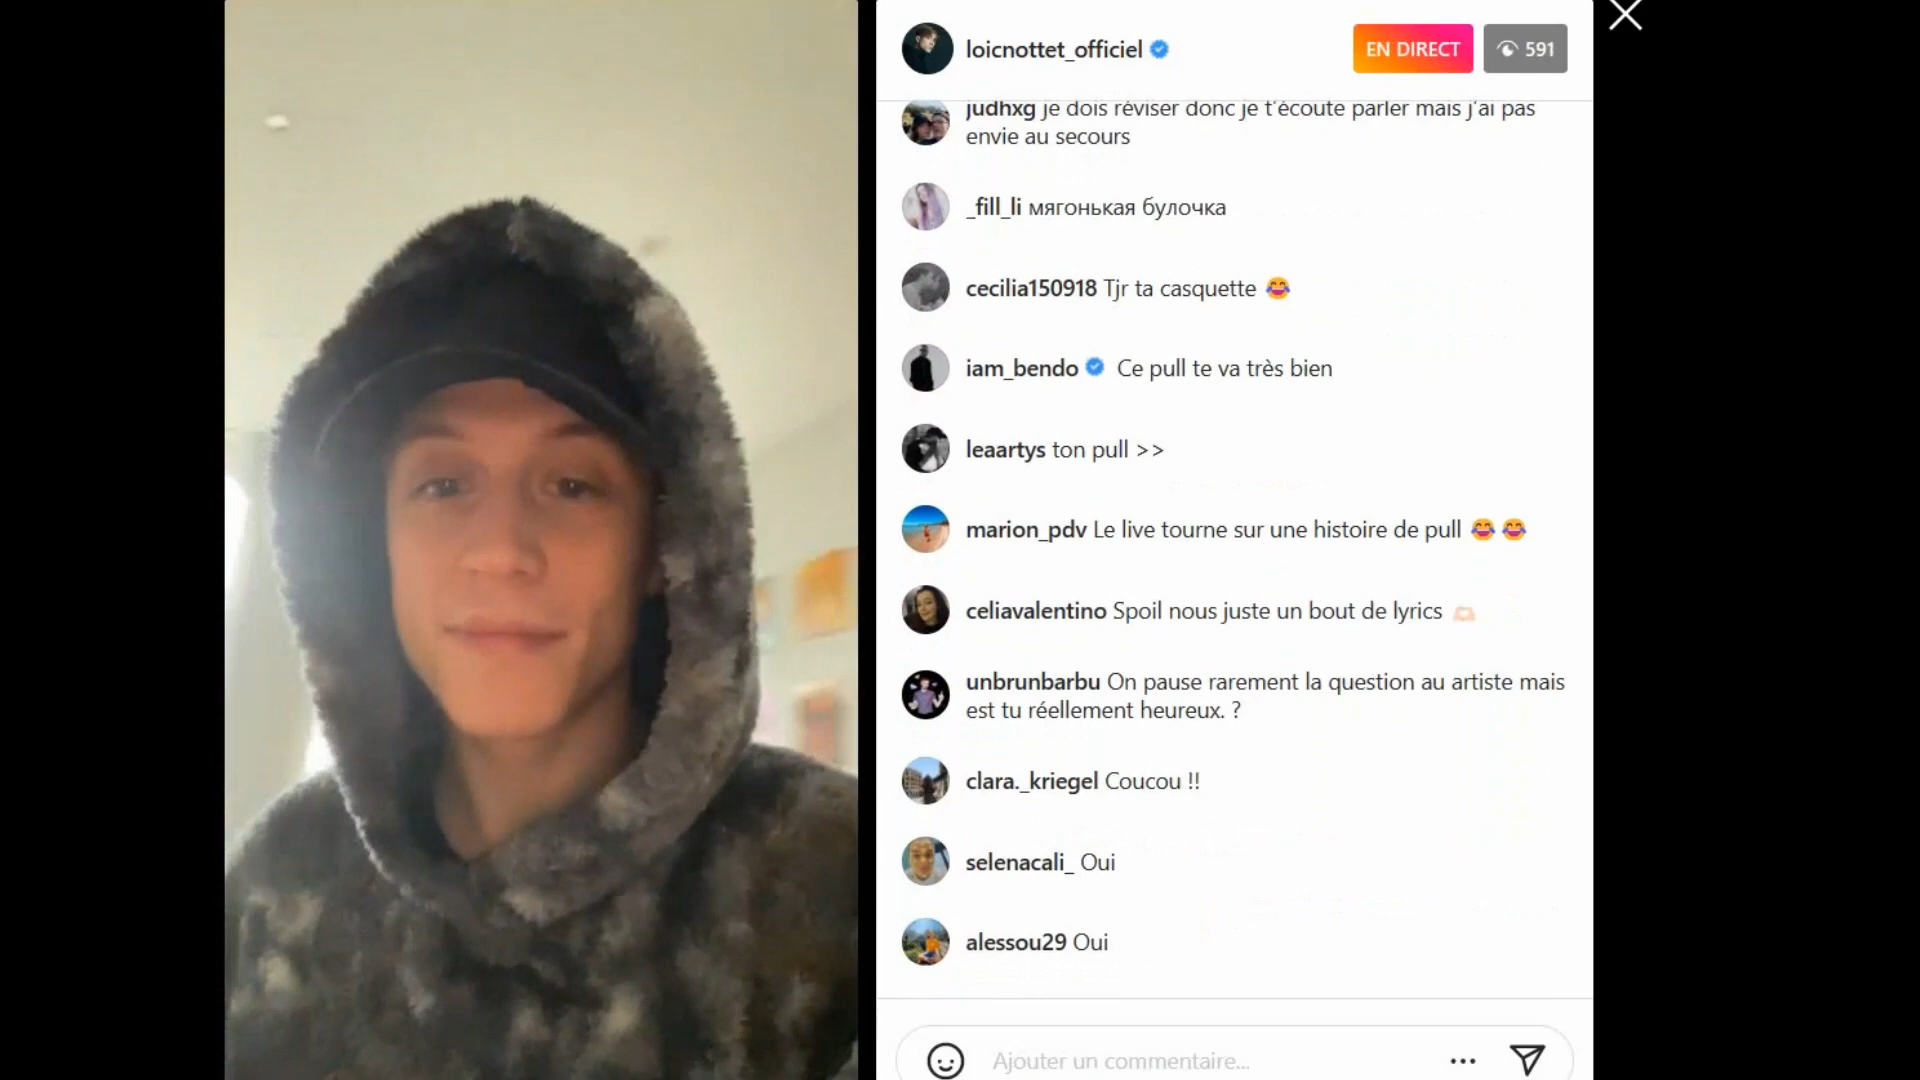 loicnottet_officiel
EN DIRECT
591
judhxg je dois réviser donc je t'écoute parler mais j'ai pas
envie au secours
_fill_li мягонькая булочка
cecilia150918 Tjr ta casquette 😂
iam_bendo Ce pull te va très bien
leaartys ton pull >>
marion_pdv Le live tourne sur une histoire de pull 😂😂
celiavalentino Spoil nous juste un bout de lyrics 🫶🏻
unbrunbarbu On pause rarement la question au artiste mais
est tu réellement heureux. ?
clara._kriegel Coucou !!
selenacali_ Oui
alessou29 Oui
Ajouter un commentaire...